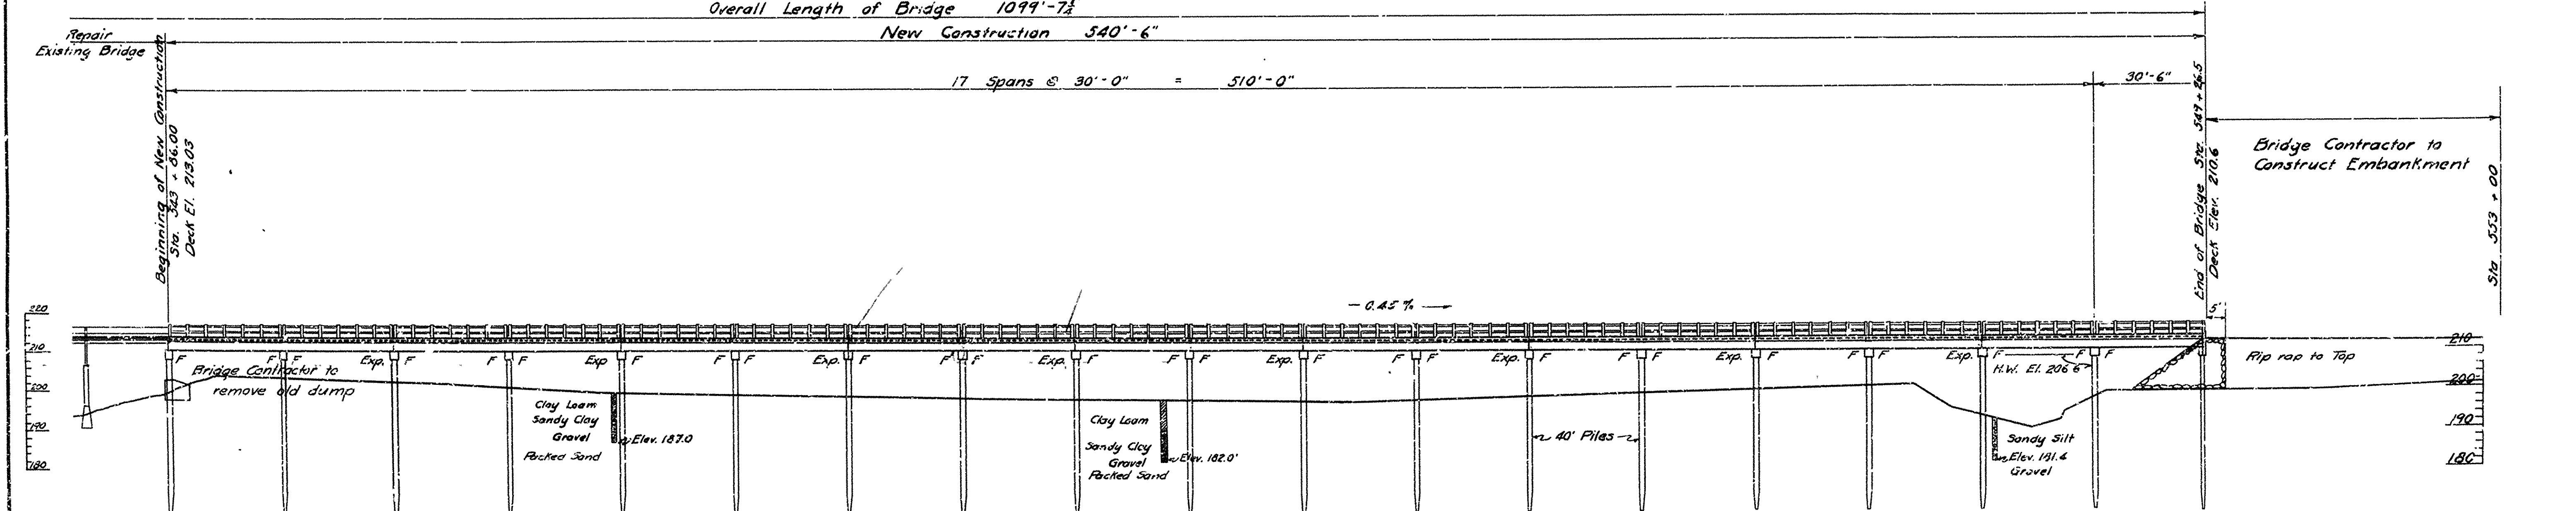 Overall Length of Bridge 1099'-7¼
Repair
Existing Bridge
New Construction 540'-6"
17 Spans @ 30'-0" = 510'-0"
30'-6"
Beginning of New Construction
Sta. 543 + 86.00
Deck El. 213.03
End of Bridge Sta. 549 + 26.5
Deck Elev. 210.6
Bridge Contractor to
Construct Embankment
Sta 553 + 00
- 0.45 %
5'
220
210
200
190
180
F
F F
Exp. F
F F
Exp F
F F
Exp. F
F F
Exp. F
F F
Exp. F
F F
Exp. F
F F
Exp. F
F F
Exp. F
F F
Bridge Contractor to
remove old dump
H.W. El. 206.6
Rip rap to Top
Clay Loam
Sandy Clay
Gravel
Elev. 187.0
Packed Sand
Clay Loam
Sandy Clay
Gravel
Elev. 182.0'
Packed Sand
40' Piles
Sandy Silt
Elev. 181.4
Gravel
210
200
190
180